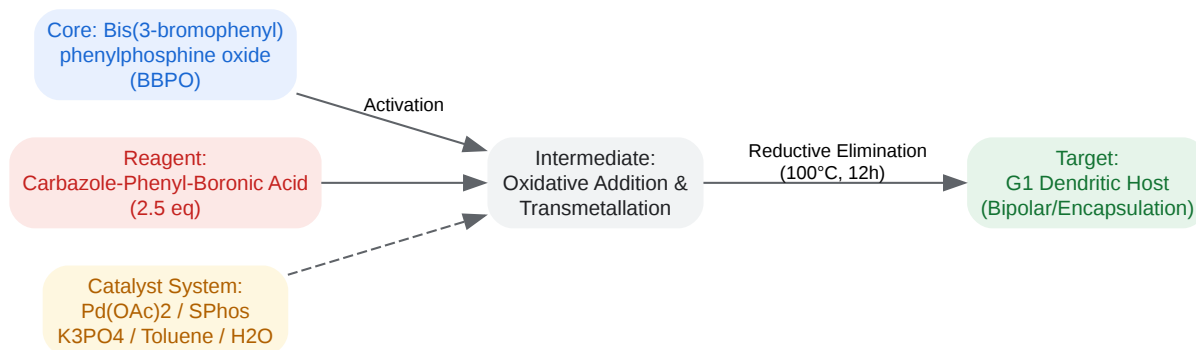 Core: Bis(3-bromophenyl)
phenylphosphine oxide
(BBPO)
Activation
Reagent:
Carbazole-Phenyl-Boronic Acid
(2.5 eq)
Intermediate:
Oxidative Addition &
Transmetallation
Reductive Elimination
(100°C, 12h)
Target:
G1 Dendritic Host
(Bipolar/Encapsulation)
Catalyst System:
Pd(OAc)2 / SPhos
K3PO4 / Toluene / H2O